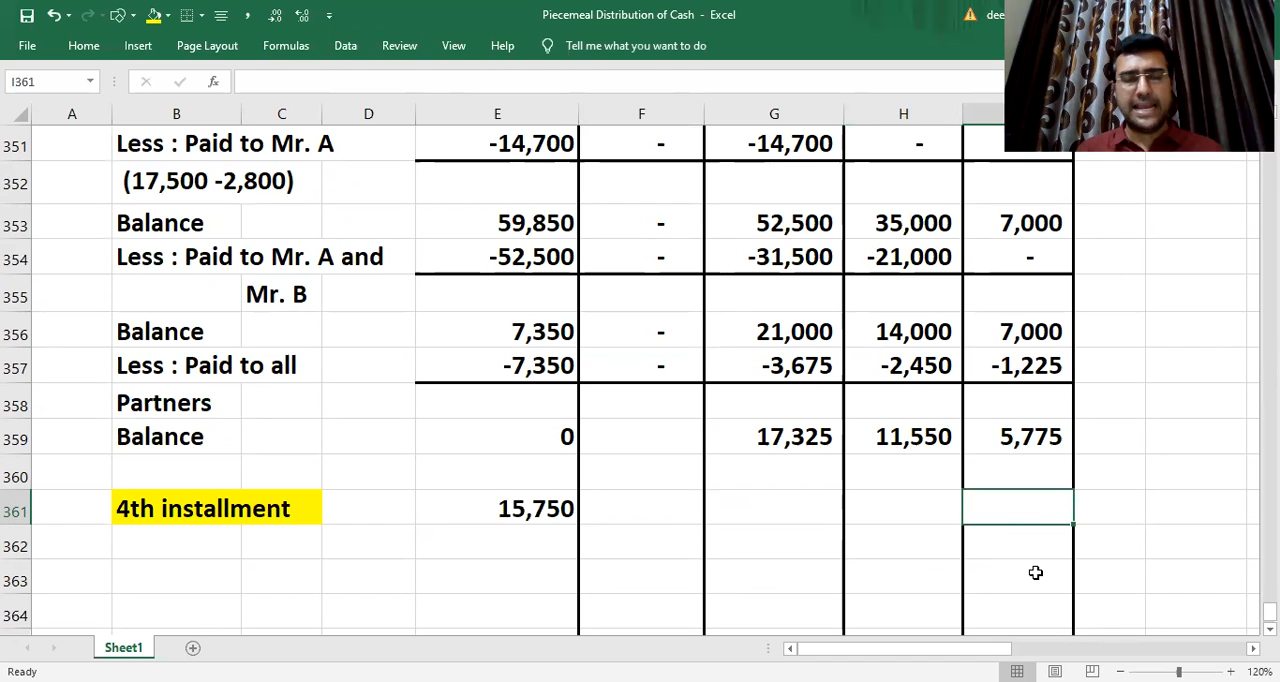 Piecemeal Distribution of Cash - Excel
dee
File Home Insert Page Layout Formulas Data Review View Help Tell me what you want to do
I361 fx
A B C D E F G H
351 Less : Paid to Mr. A -14,700 - -14,700 -
352 (17,500 -2,800)
353 Balance 59,850 - 52,500 35,000 7,000
354 Less : Paid to Mr. A and -52,500 - -31,500 -21,000 -
355 Mr. B
356 Balance 7,350 - 21,000 14,000 7,000
357 Less : Paid to all -7,350 - -3,675 -2,450 -1,225
358 Partners
359 Balance 0 17,325 11,550 5,775
360
361 4th installment 15,750
362
363
364
Sheet1
Ready 120%